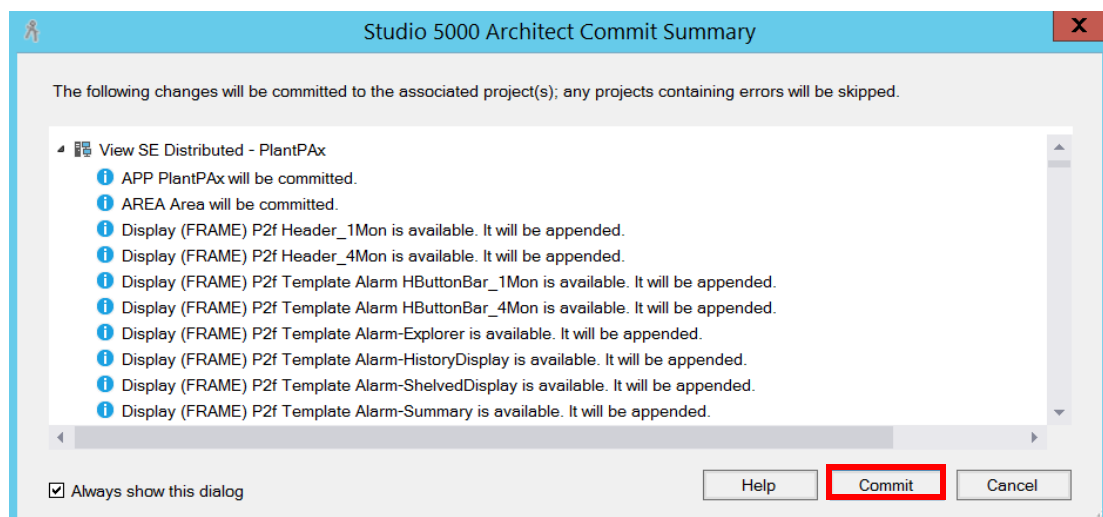 Studio 5000 Architect Commit Summary
X
The following changes will be committed to the associated project(s); any projects containing errors will be skipped.
View SE Distributed - PlantPAx
APP PlantPAx will be committed.
AREA Area will be committed.
Display (FRAME) P2f Header_1Mon is available. It will be appended.
Display (FRAME) P2f Header_4Mon is available. It will be appended.
Display (FRAME) P2f Template Alarm HButtonBar_1Mon is available. It will be appended.
Display (FRAME) P2f Template Alarm HButtonBar_4Mon is available. It will be appended.
Display (FRAME) P2f Template Alarm-Explorer is available. It will be appended.
Display (FRAME) P2f Template Alarm-HistoryDisplay is available. It will be appended.
Display (FRAME) P2f Template Alarm-ShelvedDisplay is available. It will be appended.
Display (FRAME) P2f Template Alarm-Summary is available. It will be appended.
Always show this dialog
Help
Commit
Cancel